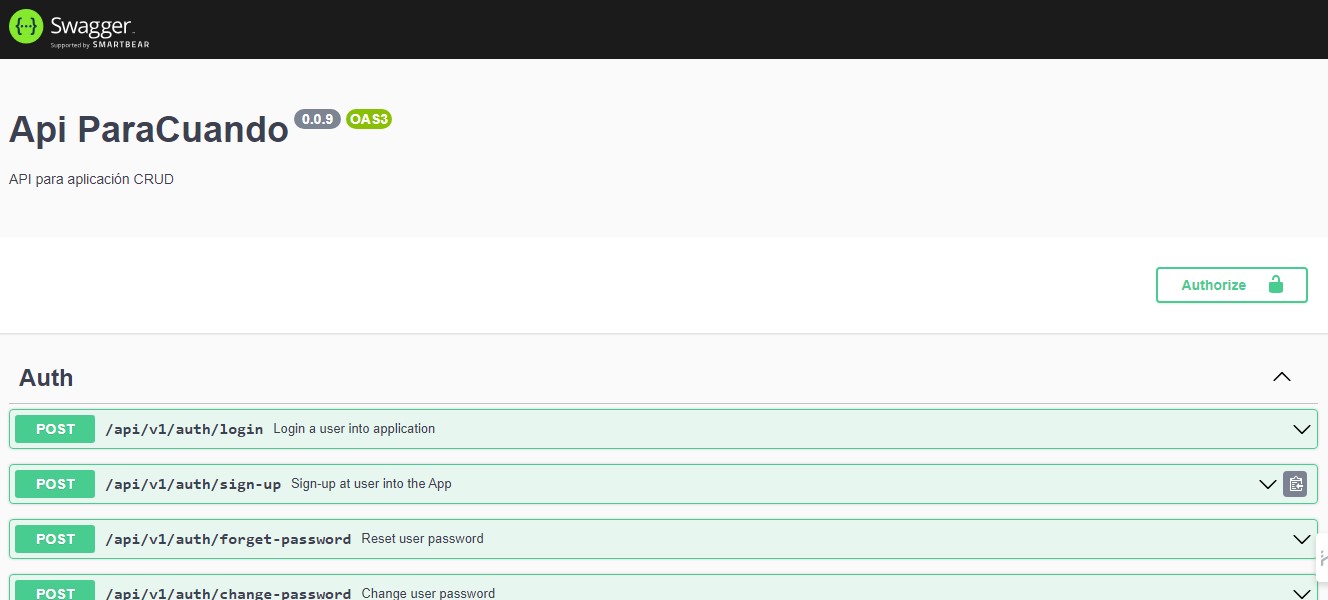 Swagger.
Supported by SMARTBEAR
Api ParaCuando 0.0.9 OAS3
API para aplicación CRUD
Authorize
Auth
POST /api/v1/auth/login Login a user into application
POST /api/v1/auth/sign-up Sign-up at user into the App
POST /api/v1/auth/forget-password Reset user password
POST /api/v1/auth/change-password Change user password